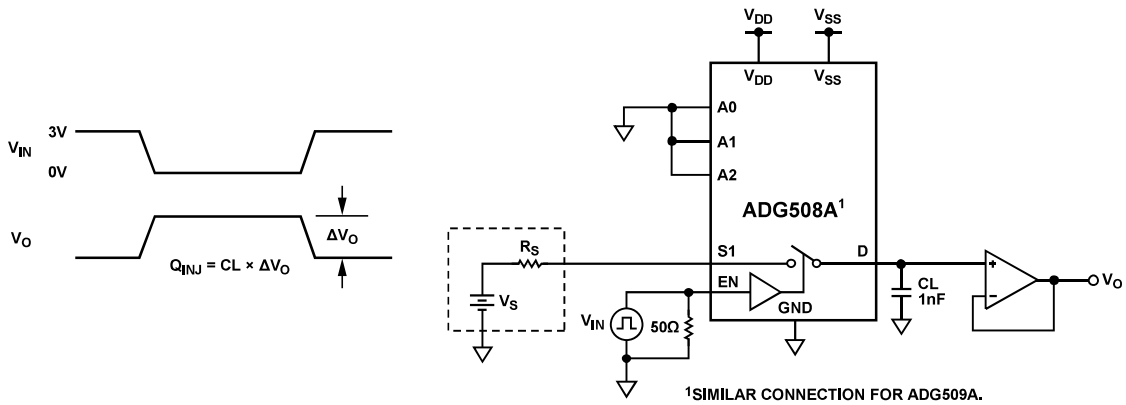 V_DD
V_SS
V_DD
V_SS
3V
V_IN
0V
V_O
ΔV_O
Q_INJ = CL × ΔV_O
A0
A1
A2
ADG508A¹
R_S
V_S
S1
D
EN
GND
V_IN
50Ω
CL
1nF
+
−
V_O
¹SIMILAR CONNECTION FOR ADG509A.